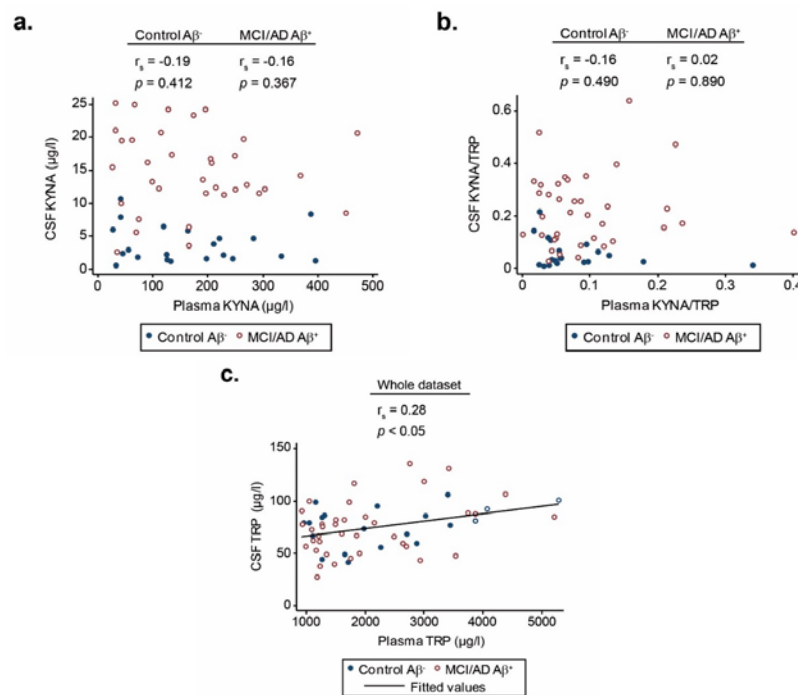 a.
Control Aβ⁻ MCI/AD Aβ⁺
rₛ = -0.19 rₛ = -0.16
p = 0.412 p = 0.367
CSF KYNA (µg/l)
25
20
15
10
5
0
0 100 200 300 400 500
Plasma KYNA (µg/l)
Control Aβ⁻ MCI/AD Aβ⁺
b.
Control Aβ⁻ MCI/AD Aβ⁺
rₛ = -0.16 rₛ = 0.02
p = 0.490 p = 0.890
CSF KYNA/TRP
0.6
0.4
0.2
0
0 0.1 0.2 0.3 0.4
Plasma KYNA/TRP
Control Aβ⁻ MCI/AD Aβ⁺
c.
Whole dataset
rₛ = 0.28
p < 0.05
CSF TRP (µg/l)
150
100
50
0
1000 2000 3000 4000 5000
Plasma TRP (µg/l)
Control Aβ⁻ MCI/AD Aβ⁺
Fitted values